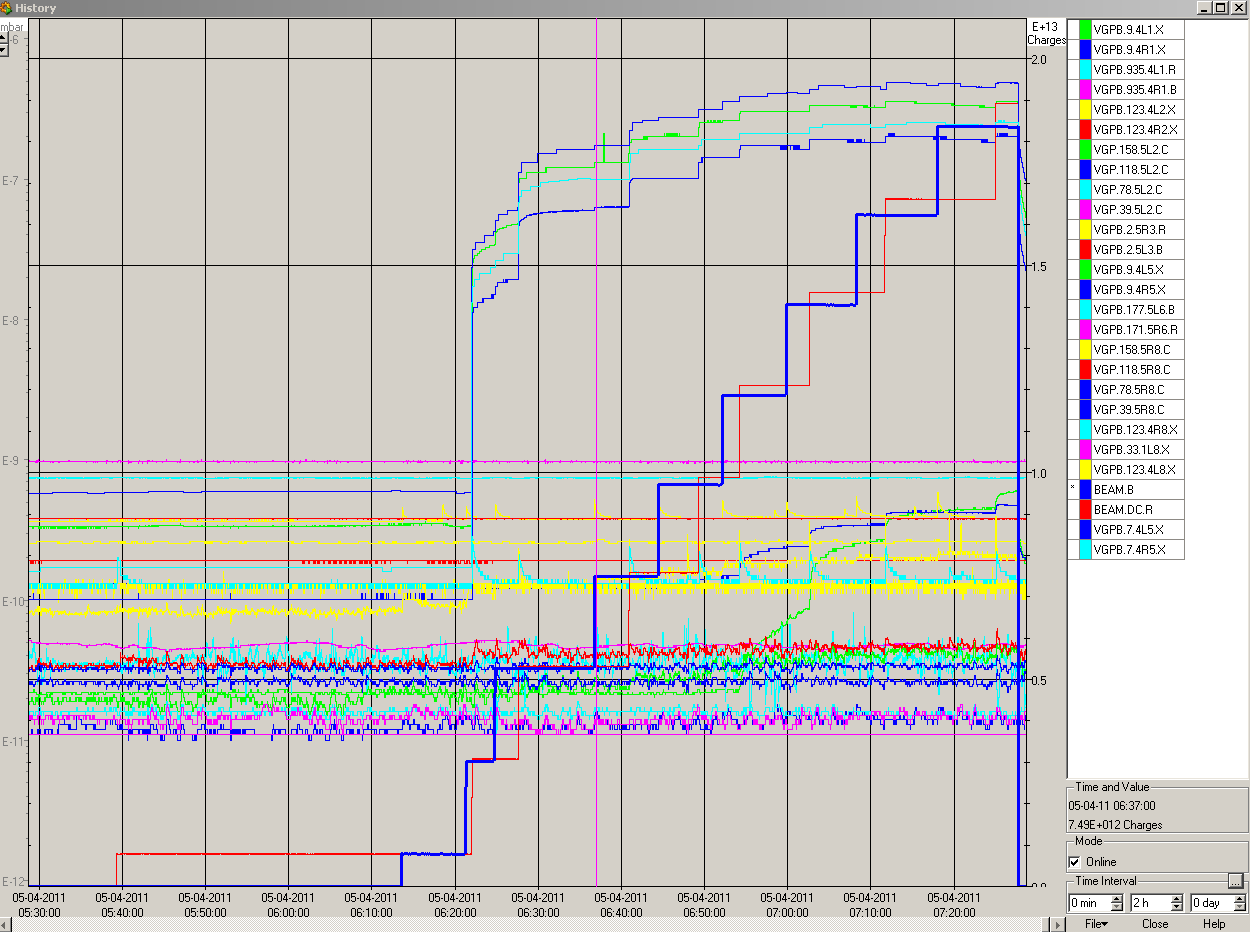 History
mbar
E-6
E-7
E-8
E-9
E-10
E-11
E-12
E+13
Charges
2.0
1.5
1.0
0.5
0.0
05-04-2011 05-04-2011 05-04-2011 05-04-2011 05-04-2011 05-04-2011 05-04-2011 05-04-2011 05-04-2011 05-04-2011 05-04-2011 05-04-2011
05:30:00 05:40:00 05:50:00 06:00:00 06:10:00 06:20:00 06:30:00 06:40:00 06:50:00 07:00:00 07:10:00 07:20:00
VGPB.9.4L1.X
VGPB.9.4R1.X
VGPB.935.4L1.R
VGPB.935.4R1.B
VGPB.123.4L2.X
VGPB.123.4R2.X
VGP.158.5L2.C
VGP.118.5L2.C
VGP.78.5L2.C
VGP.39.5L2.C
VGPB.2.5R3.R
VGPB.2.5L3.B
VGPB.9.4L5.X
VGPB.9.4R5.X
VGPB.177.5L6.B
VGPB.171.5R6.R
VGP.158.5R8.C
VGP.118.5R8.C
VGP.78.5R8.C
VGP.39.5R8.C
VGPB.123.4R8.X
VGPB.33.1L8.X
VGPB.123.4L8.X
* BEAM.B
BEAM.DC.R
VGPB.7.4L5.X
VGPB.7.4R5.X
Time and Value
05-04-11 06:37:00
7.49E+012 Charges
Mode
Online
Time Interval ...
0 min 2 h 0 day
File Close Help